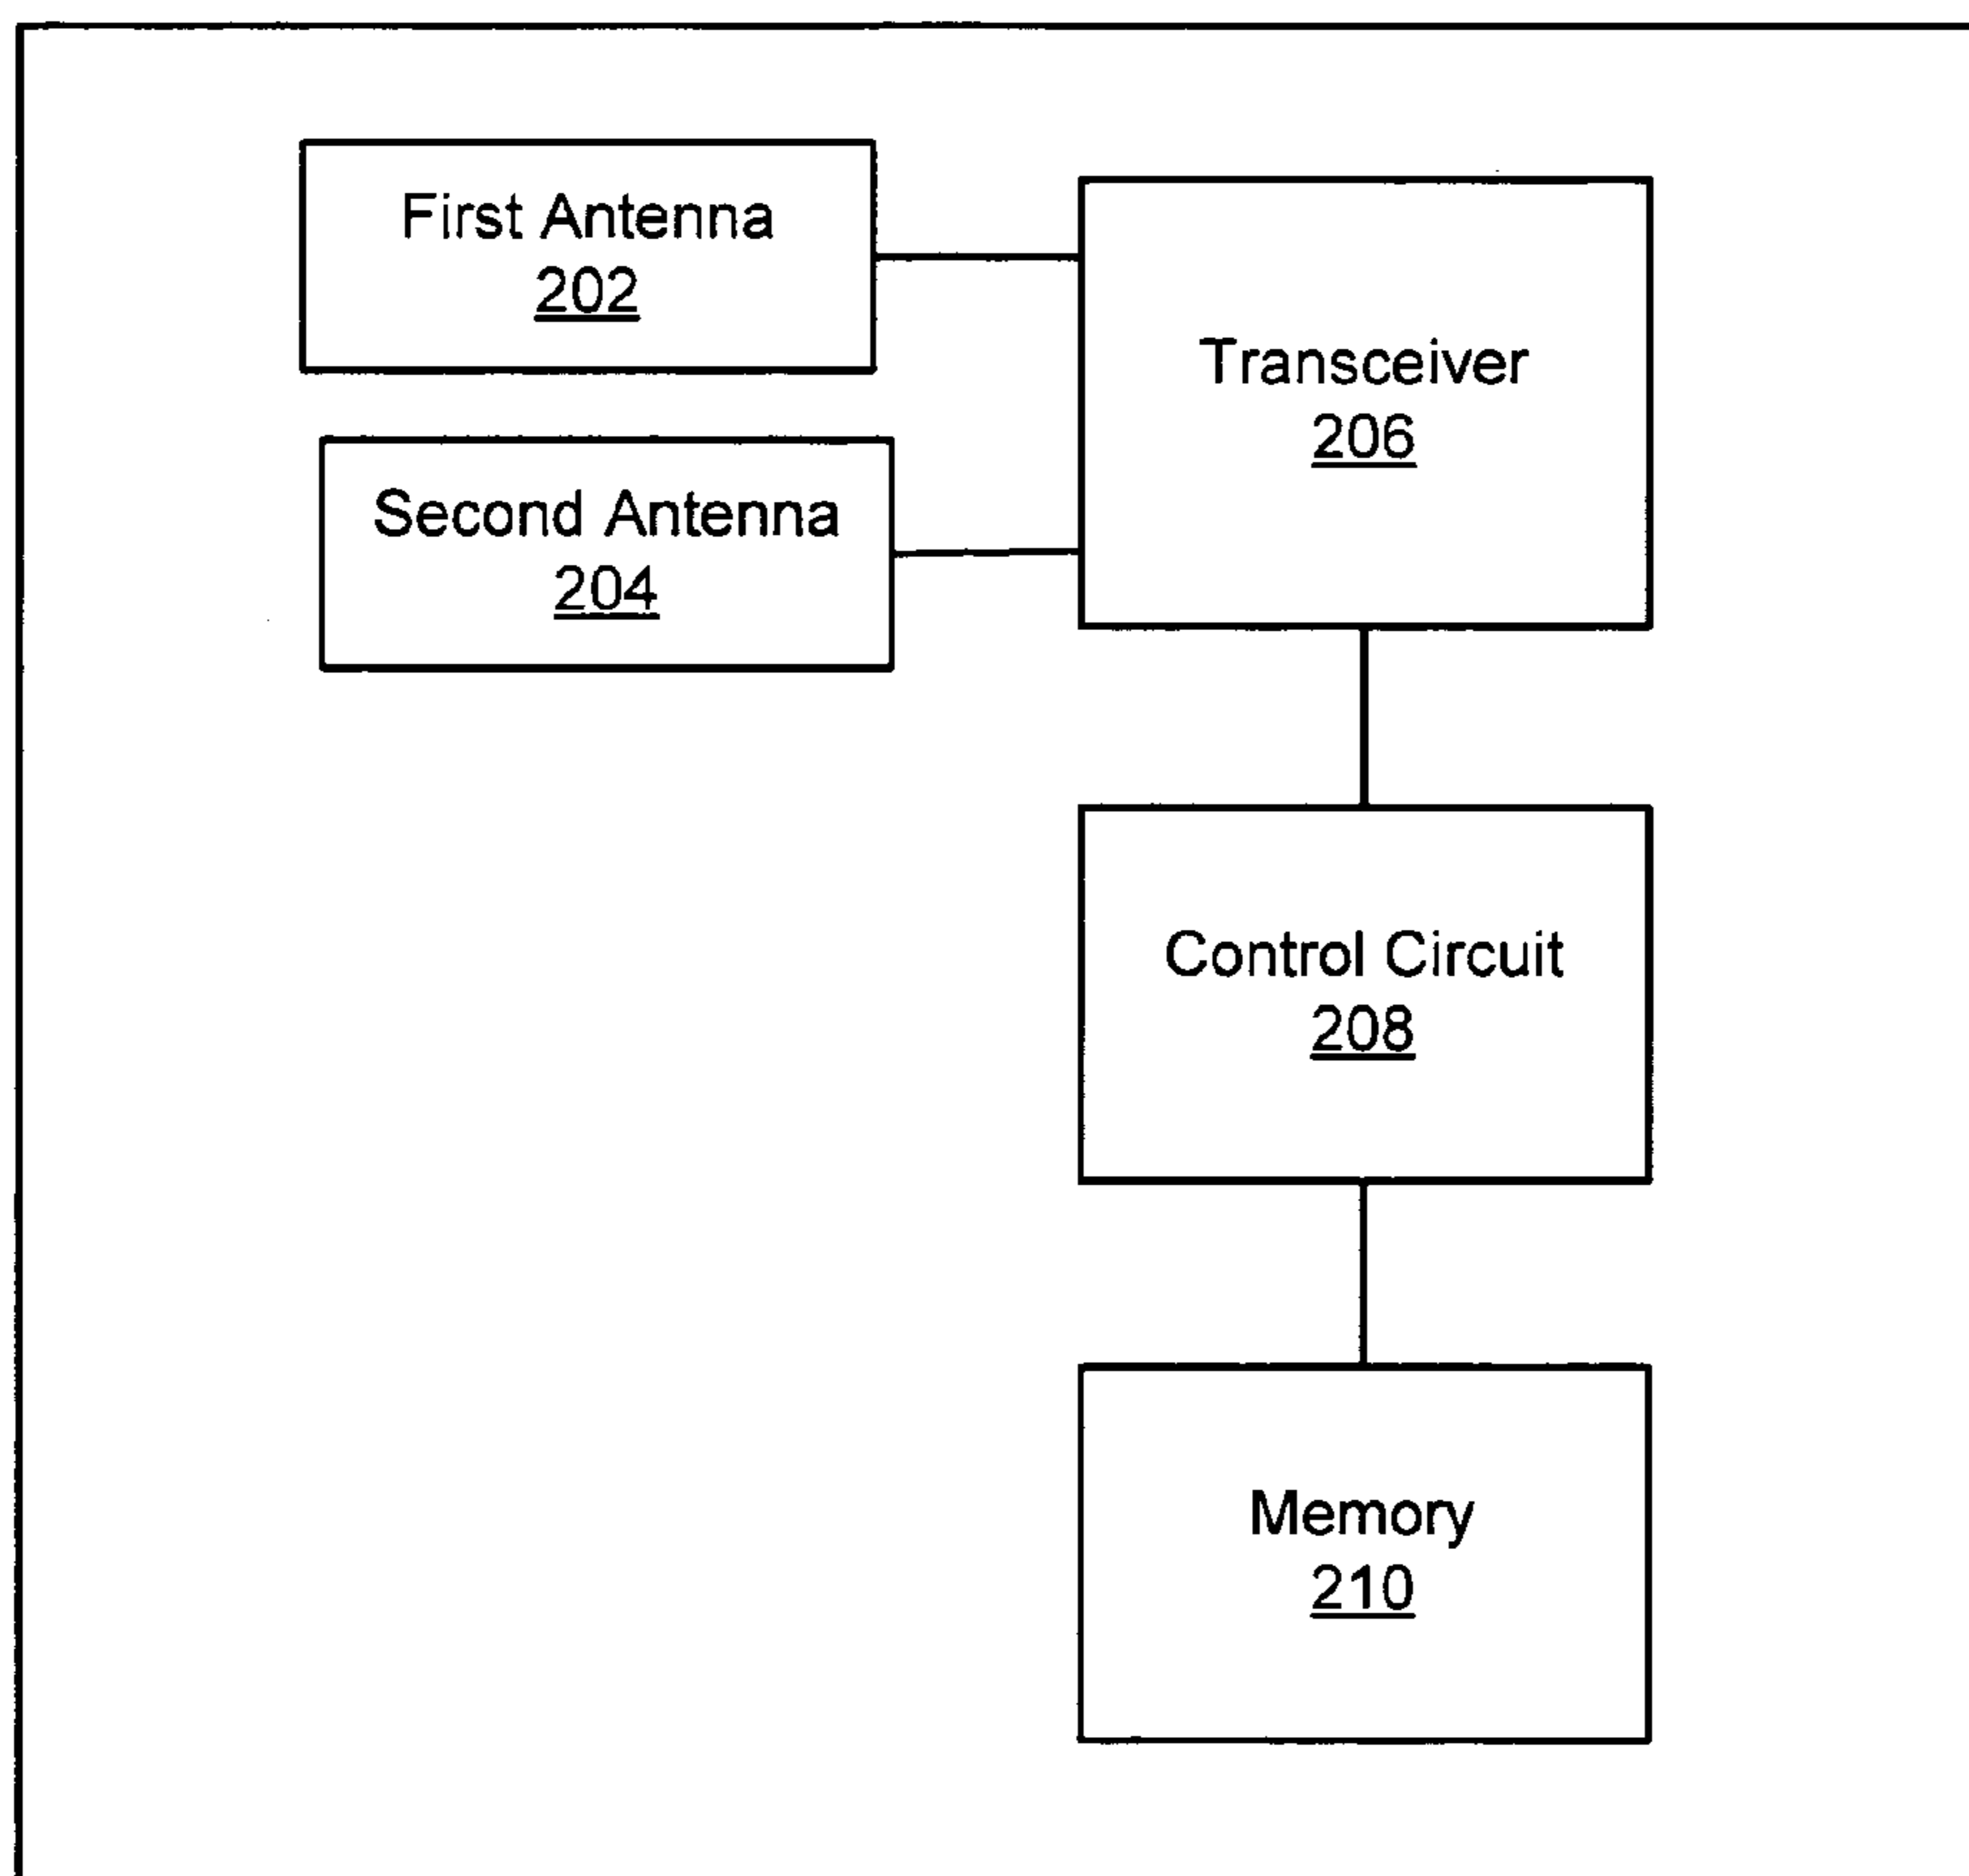 First Antenna
202
Second Antenna
204
Transceiver
206
Control Circuit
208
Memory
210